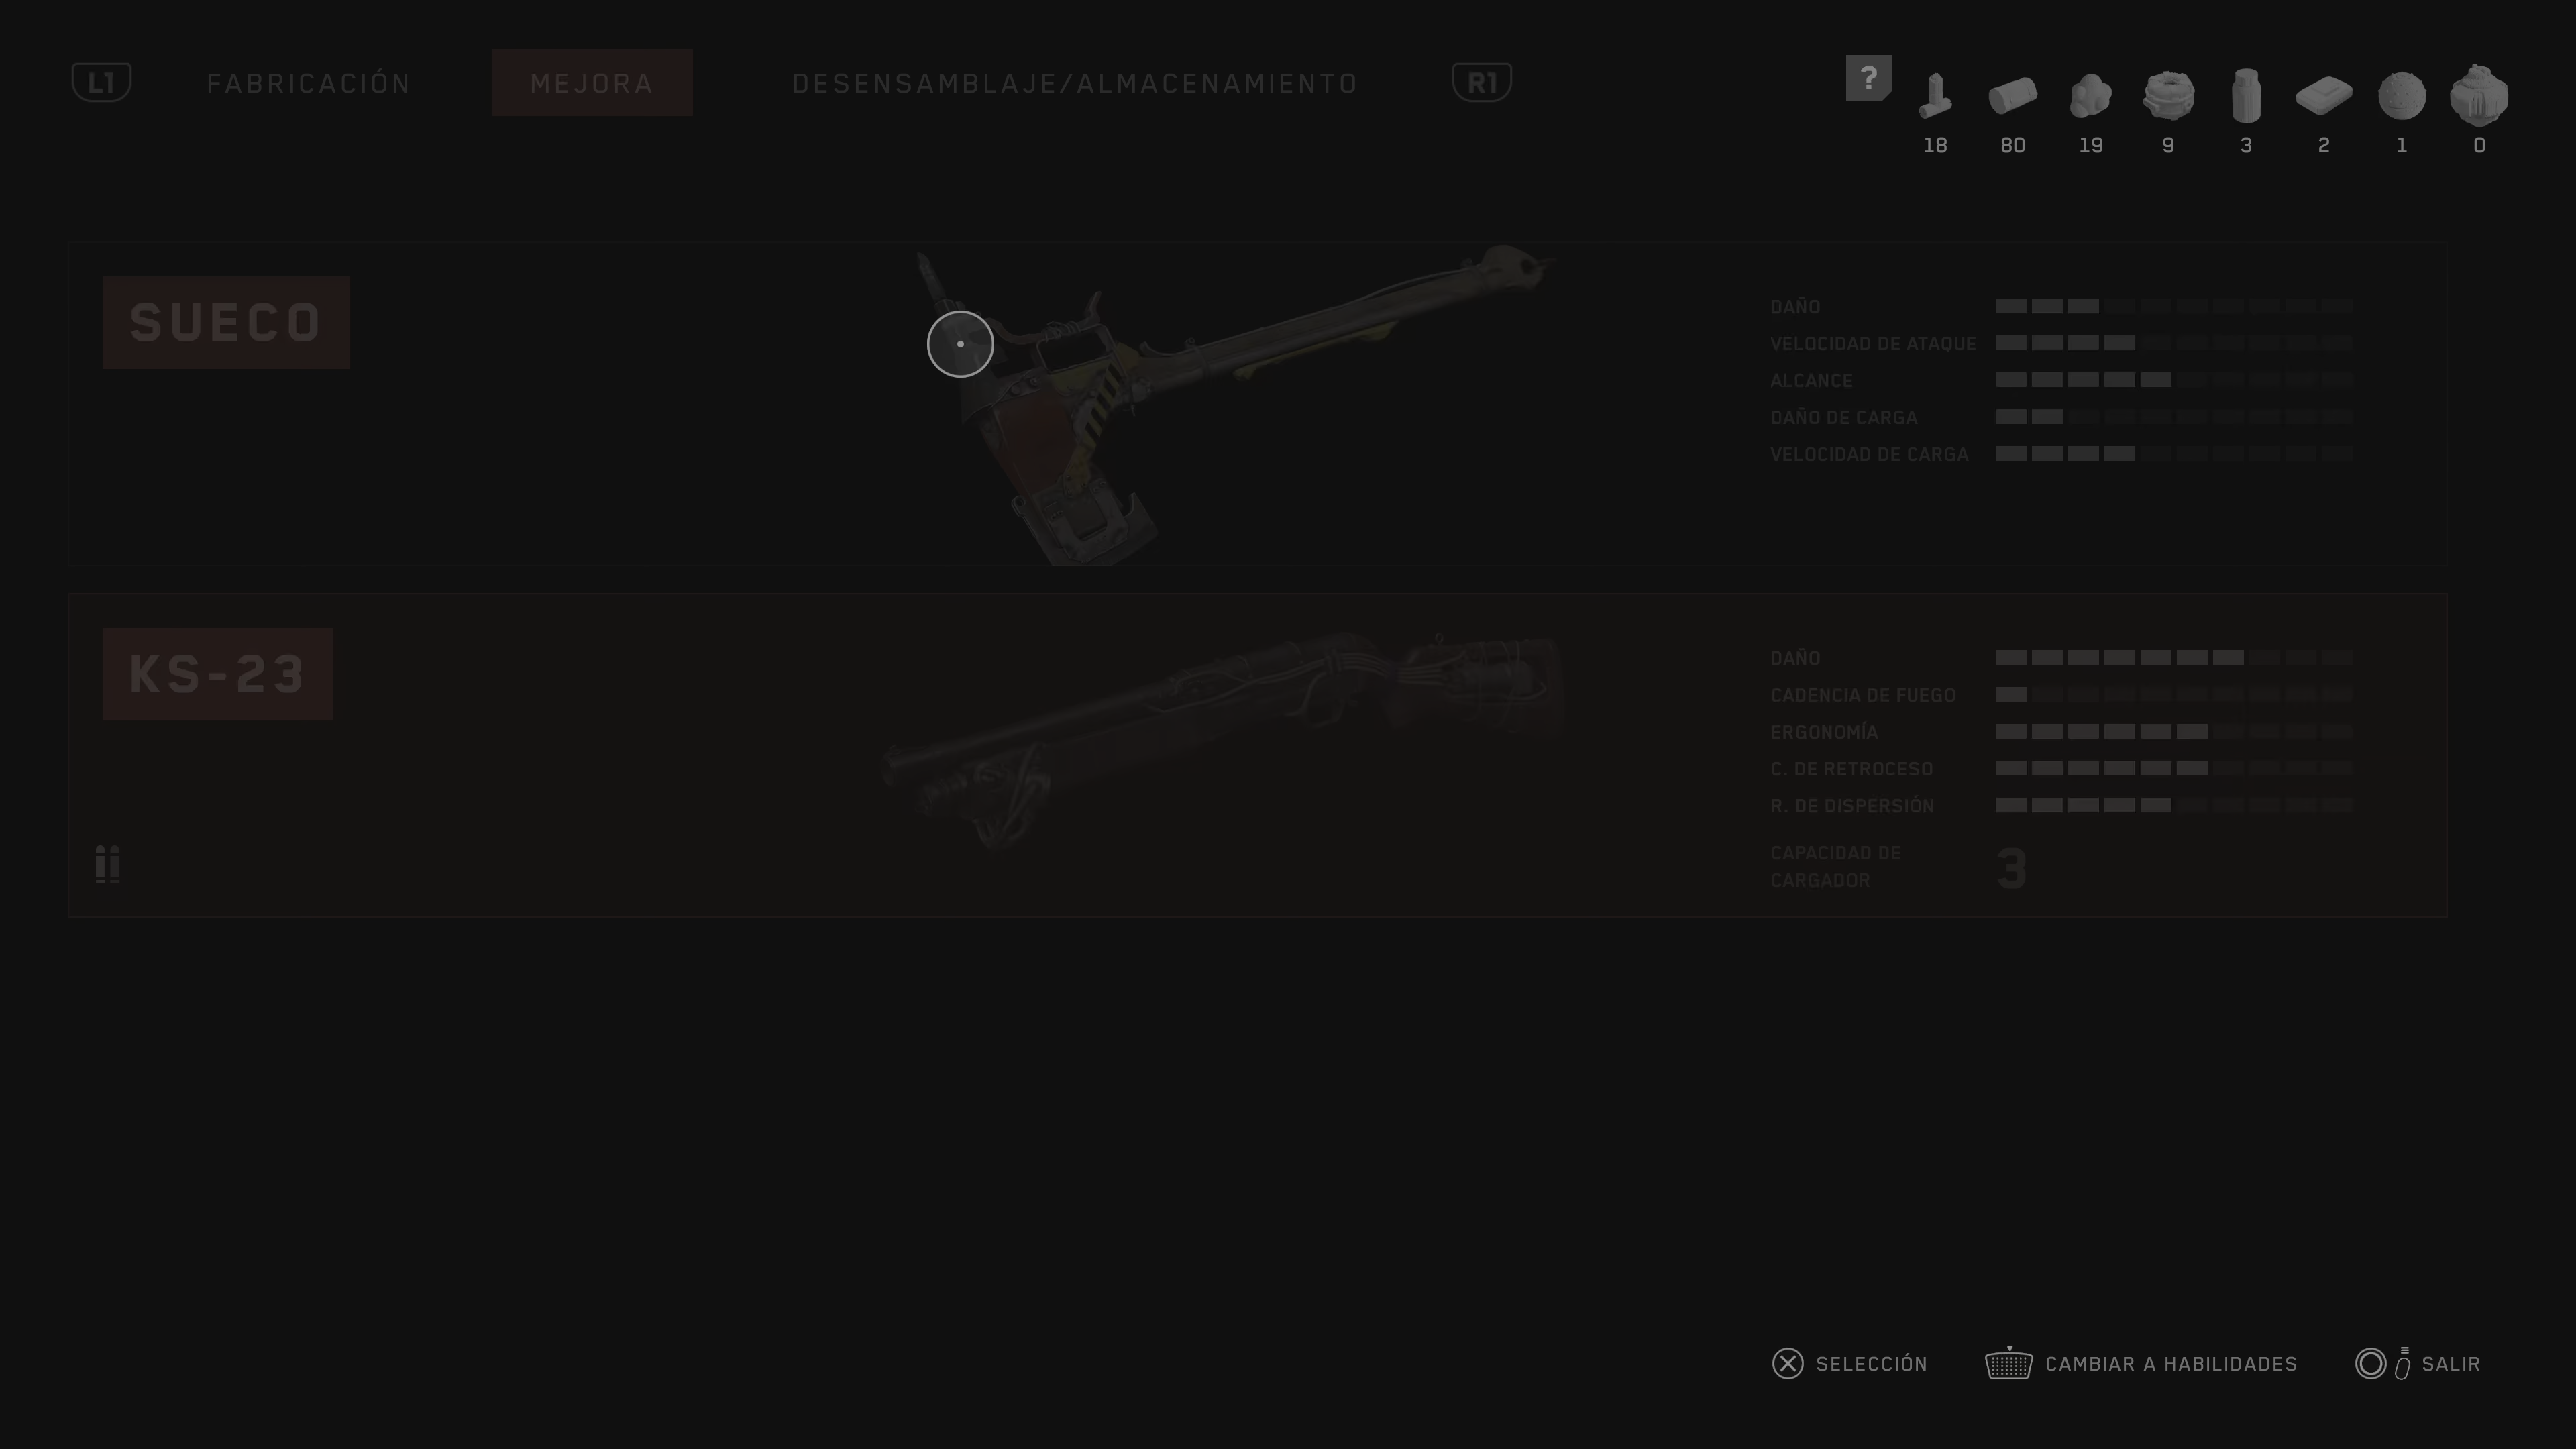 L1 FABRICACIÓN MEJORA DESENSAMBLAJE/ALMACENAMIENTO R1
?
18 80 19 9 3 2 1 0
SUECO
DAÑO
VELOCIDAD DE ATAQUE
ALCANCE
DAÑO DE CARGA
VELOCIDAD DE CARGA
KS-23
DAÑO
CADENCIA DE FUEGO
ERGONOMÍA
C. DE RETROCESO
R. DE DISPERSIÓN
CAPACIDAD DE
CARGADOR
3
SELECCIÓN CAMBIAR A HABILIDADES SALIR